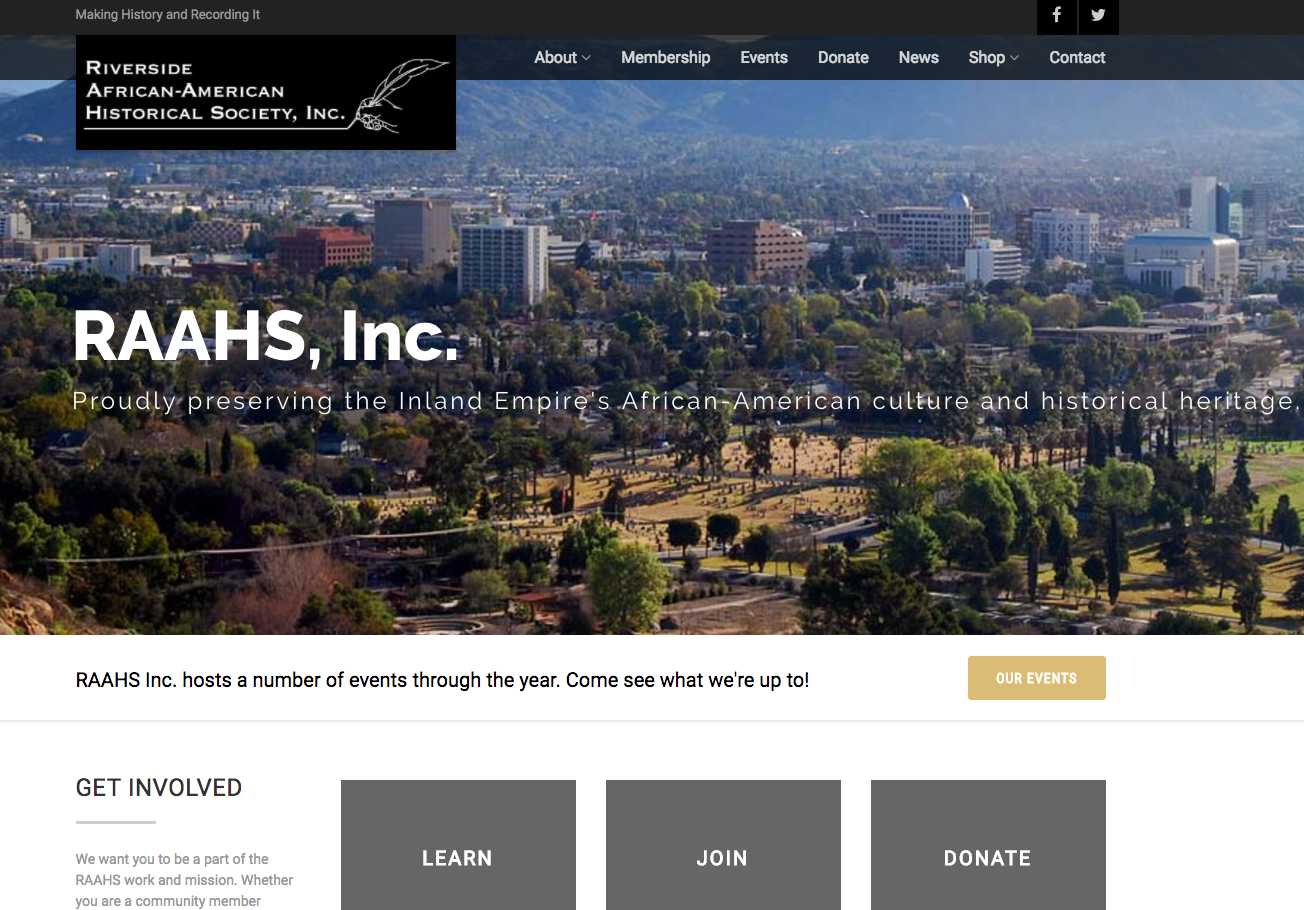 Making History and Recording It
RIVERSIDE
AFRICAN-AMERICAN
HISTORICAL SOCIETY, INC.
About
Membership
Events
Donate
News
Shop
Contact
RAAHS, Inc.
Proudly preserving the Inland Empire's African-American culture and historical heritage.
RAAHS Inc. hosts a number of events through the year. Come see what we're up to!
OUR EVENTS
GET INVOLVED
We want you to be a part of the
RAAHS work and mission. Whether
you are a community member
LEARN
JOIN
DONATE